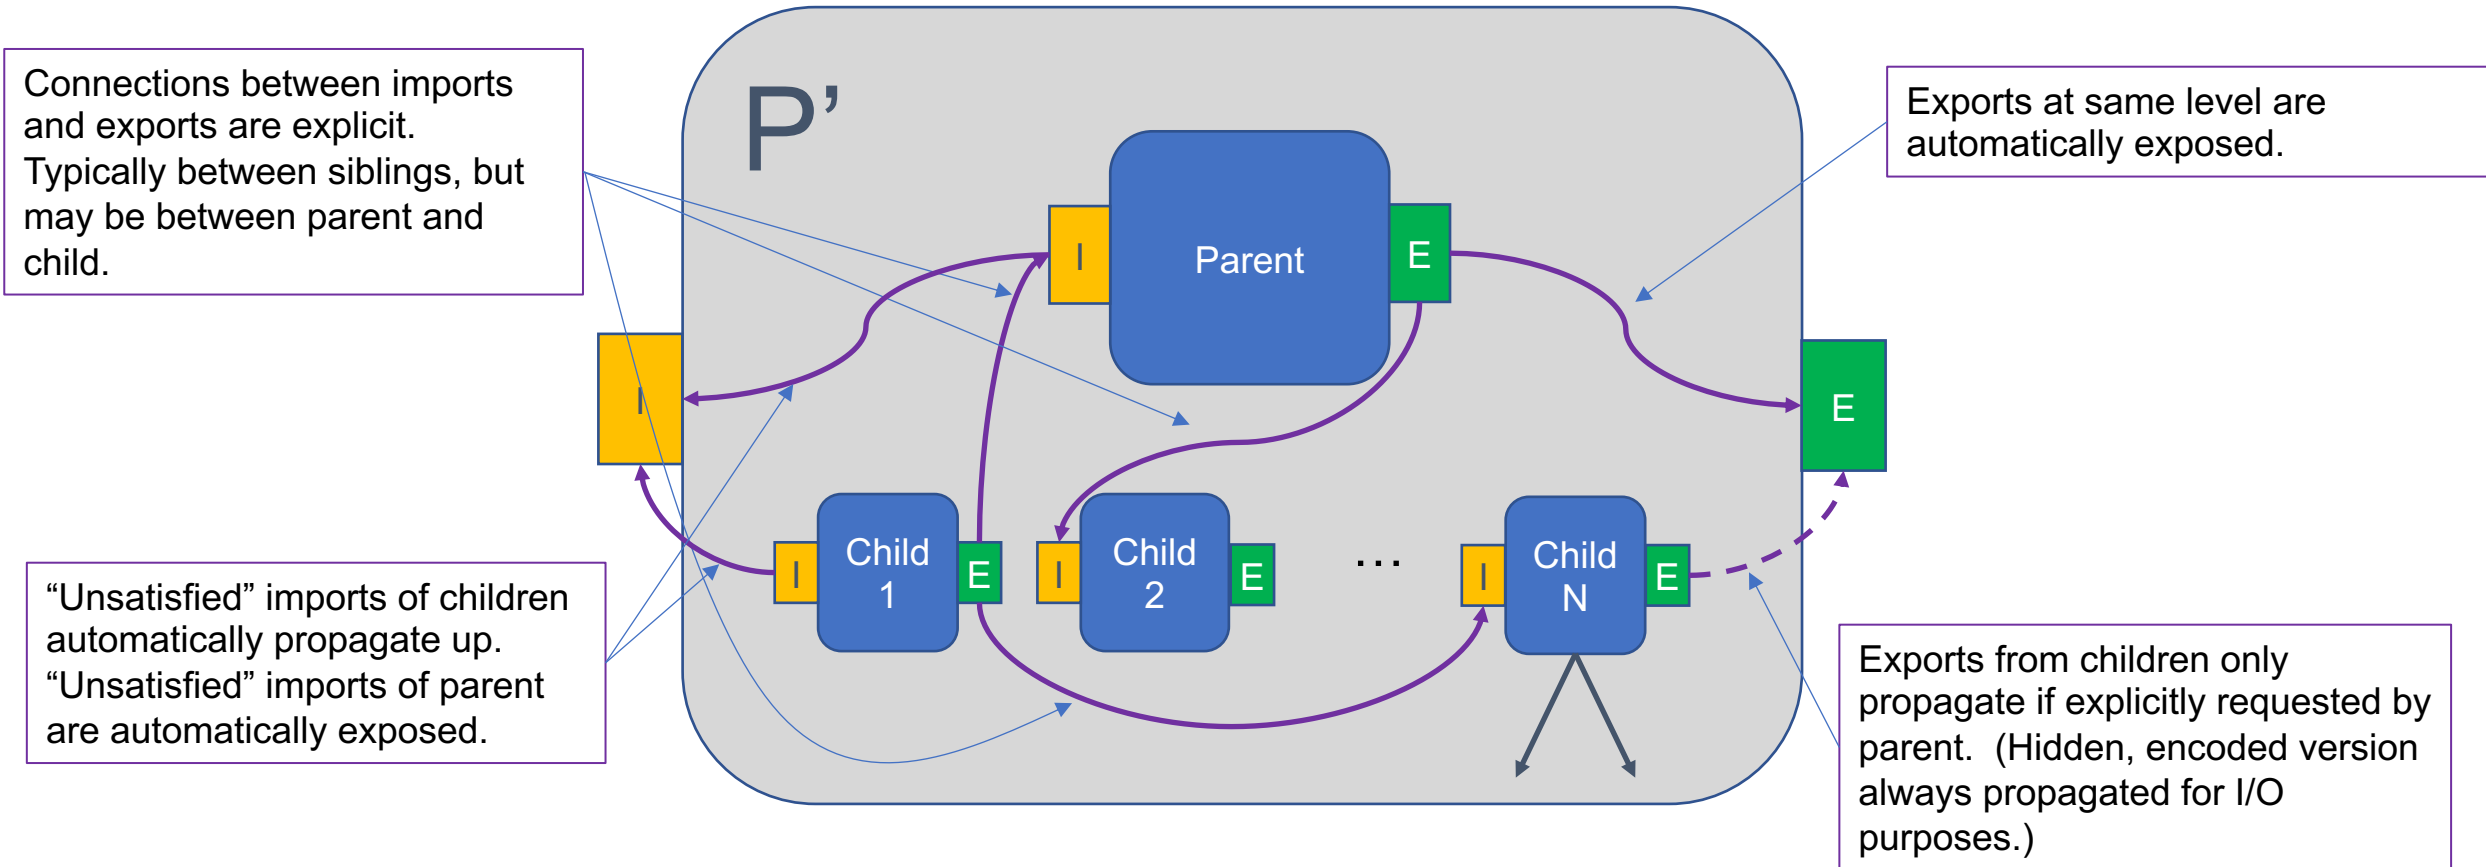 Connections between imports
and exports are explicit.
Typically between siblings, but
may be between parent and
child.
P’
Exports at same level are
automatically exposed.
I
Parent
E
I
E
I
Child
1
E
I
Child
2
E
...
I
Child
N
E
“Unsatisfied” imports of children
automatically propagate up.
“Unsatisfied” imports of parent
are automatically exposed.
Exports from children only
propagate if explicitly requested by
parent.  (Hidden, encoded version
always propagated for I/O
purposes.)